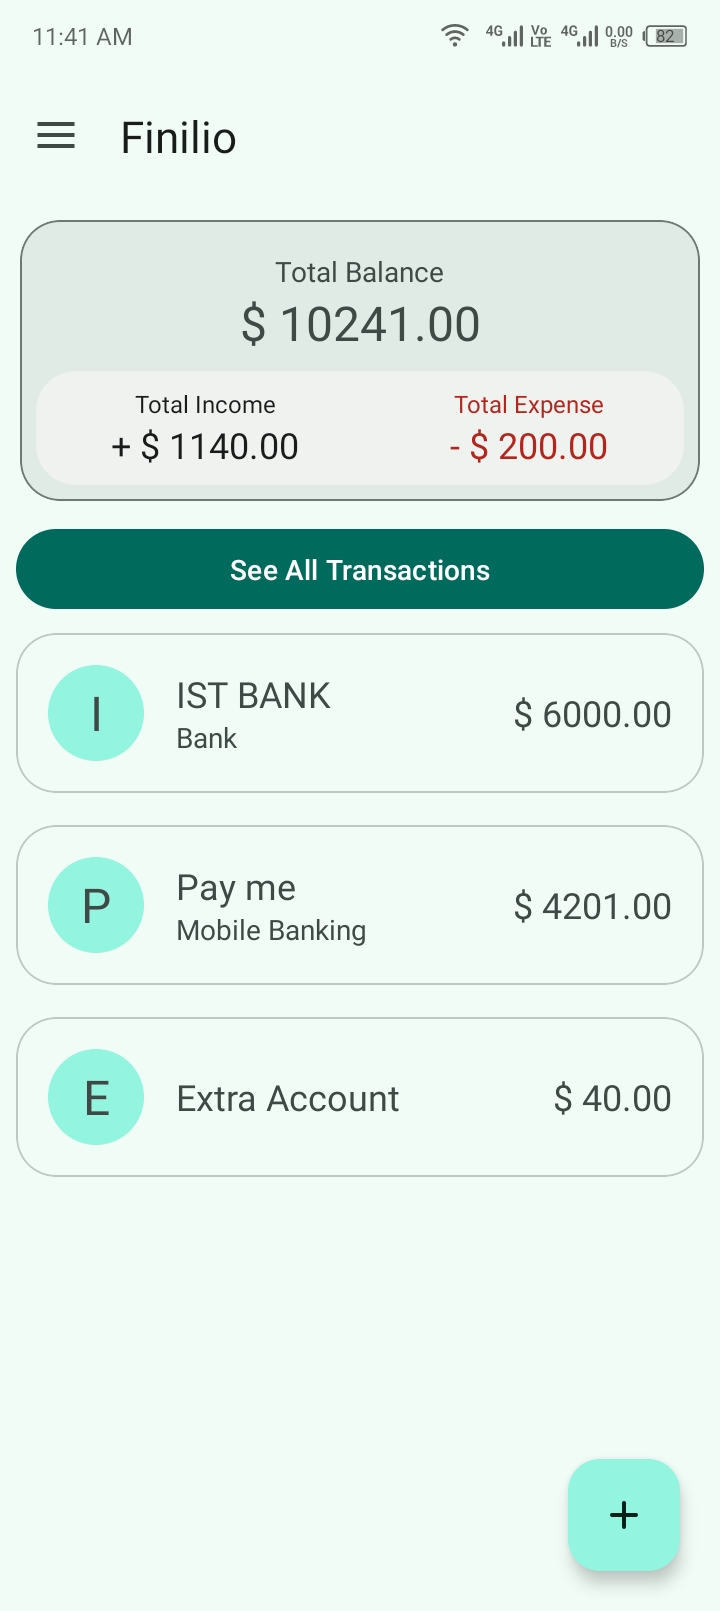 11:41 AM 4G Vo LTE 4G 0.00 B/S 82
Finilio
Total Balance
$ 10241.00
Total Income Total Expense
+ $ 1140.00 - $ 200.00
See All Transactions
I IST BANK
Bank
$ 6000.00
P Pay me
Mobile Banking
$ 4201.00
E Extra Account $ 40.00
+